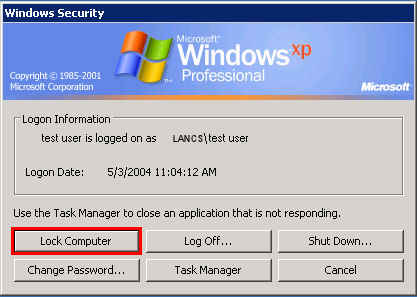 Windows Security
Microsoft®
Windows xp
Professional
Copyright © 1985-2001
Microsoft Corporation
Microsoft
Logon Information
test user is logged on as LANCS\test user
Logon Date: 5/3/2004 11:04:12 AM
Use the Task Manager to close an application that is not responding.
Lock Computer Log Off... Shut Down...
Change Password... Task Manager Cancel